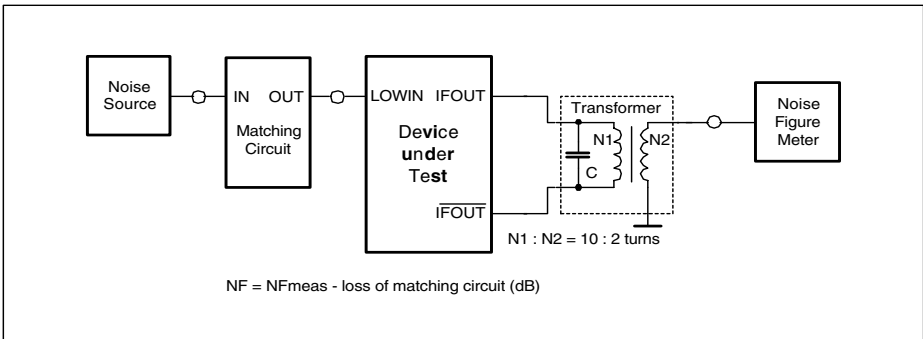 Noise
Source
IN OUT
Matching
Circuit
LOWIN IFOUT
Device
under
Test
IFOUT
Transformer
N1
N2
C
N1 : N2 = 10 : 2 turns
Noise
Figure
Meter
NF = NFmeas - loss of matching circuit (dB)